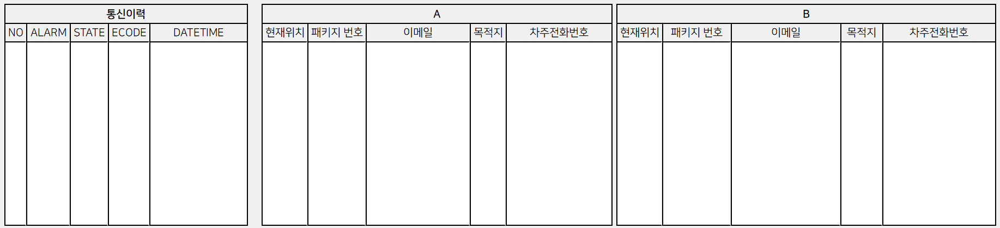 통신이력
NO ALARM STATE ECODE DATETIME
A
현재위치 패키지 번호 이메일 목적지 차주전화번호
B
현재위치 패키지 번호 이메일 목적지 차주전화번호